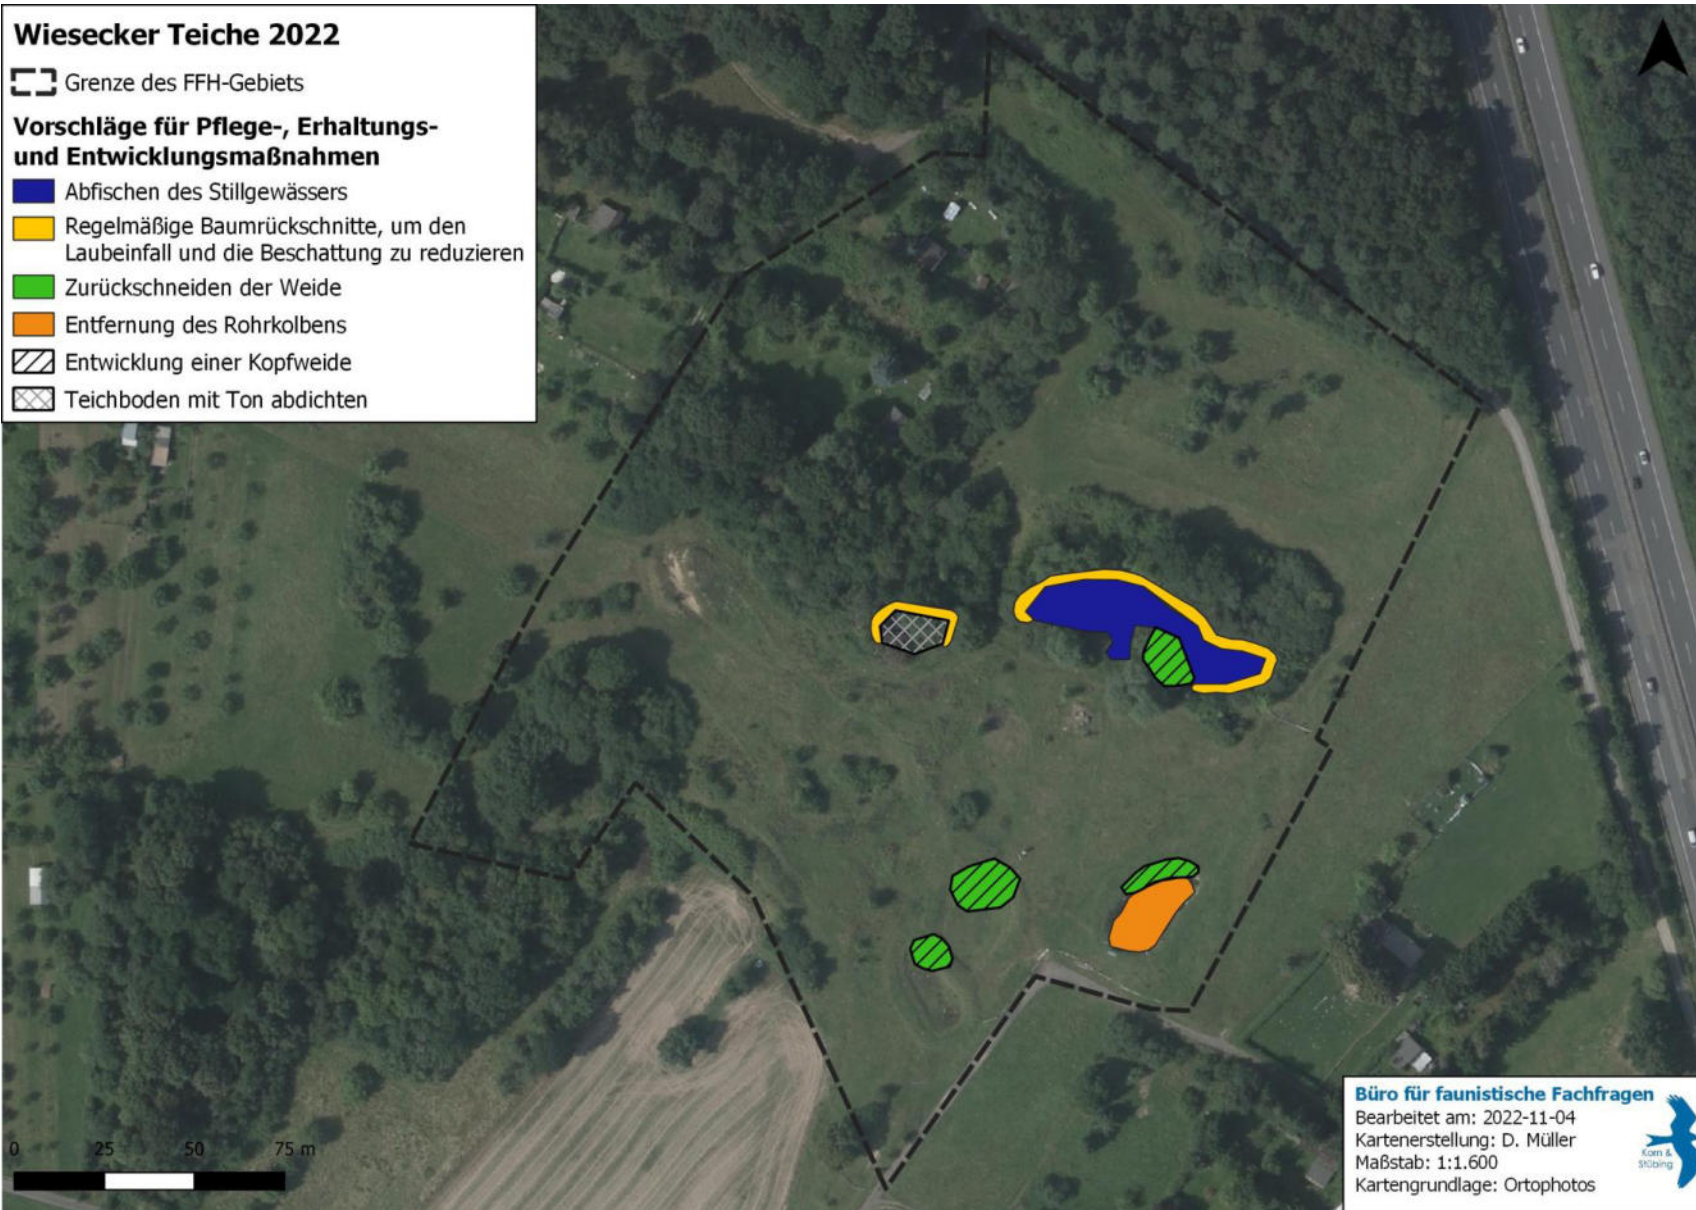 Wiesecker Teiche 2022
Grenze des FFH-Gebiets
Vorschläge für Pflege-, Erhaltungs-
und Entwicklungsmaßnahmen
Abfischen des Stillgewässers
Regelmäßige Baumrückschnitte, um den
Laubeinfall und die Beschattung zu reduzieren
Zurückschneiden der Weide
Entfernung des Rohrkolbens
Entwicklung einer Kopfweide
Teichboden mit Ton abdichten
0 25 50 75 m
Büro für faunistische Fachfragen
Bearbeitet am: 2022-11-04
Kartenerstellung: D. Müller
Maßstab: 1:1.600
Kartengrundlage: Ortophotos
Korn &
Stübing